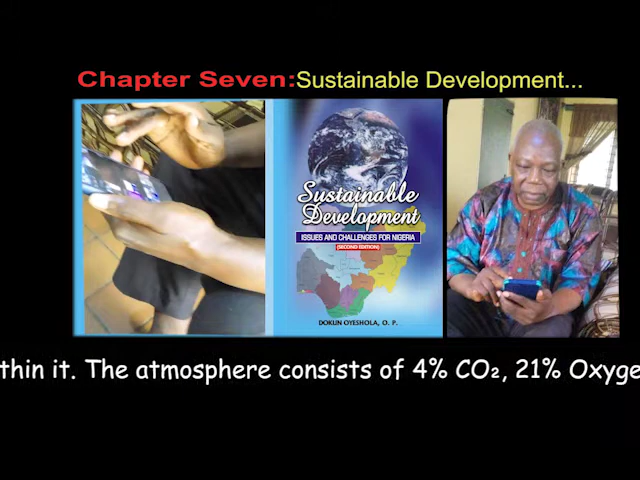 Chapter Seven:Sustainable Development...
Sustainable
Development
ISSUES AND CHALLENGES FOR NIGERIA
(SECOND EDITION)
DOKUN OYESHOLA, O. P.
thin it. The atmosphere consists of 4% CO₂, 21% Oxyge